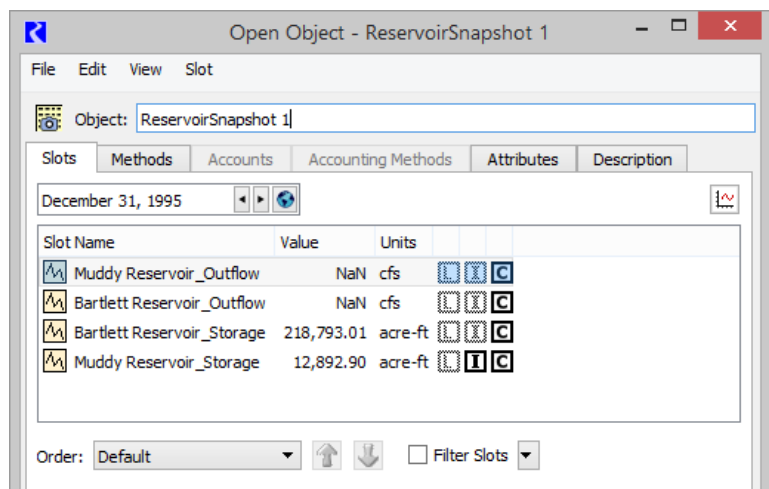 Open Object - ReservoirSnapshot 1
File Edit View Slot
Object: ReservoirSnapshot 1
Slots Methods Accounts Accounting Methods Attributes Description
December 31, 1995
Slot Name Value Units
Muddy Reservoir_Outflow NaN cfs L I C
Bartlett Reservoir_Outflow NaN cfs L I C
Bartlett Reservoir_Storage 218,793.01 acre-ft L I C
Muddy Reservoir_Storage 12,892.90 acre-ft L I C
Order: Default Filter Slots